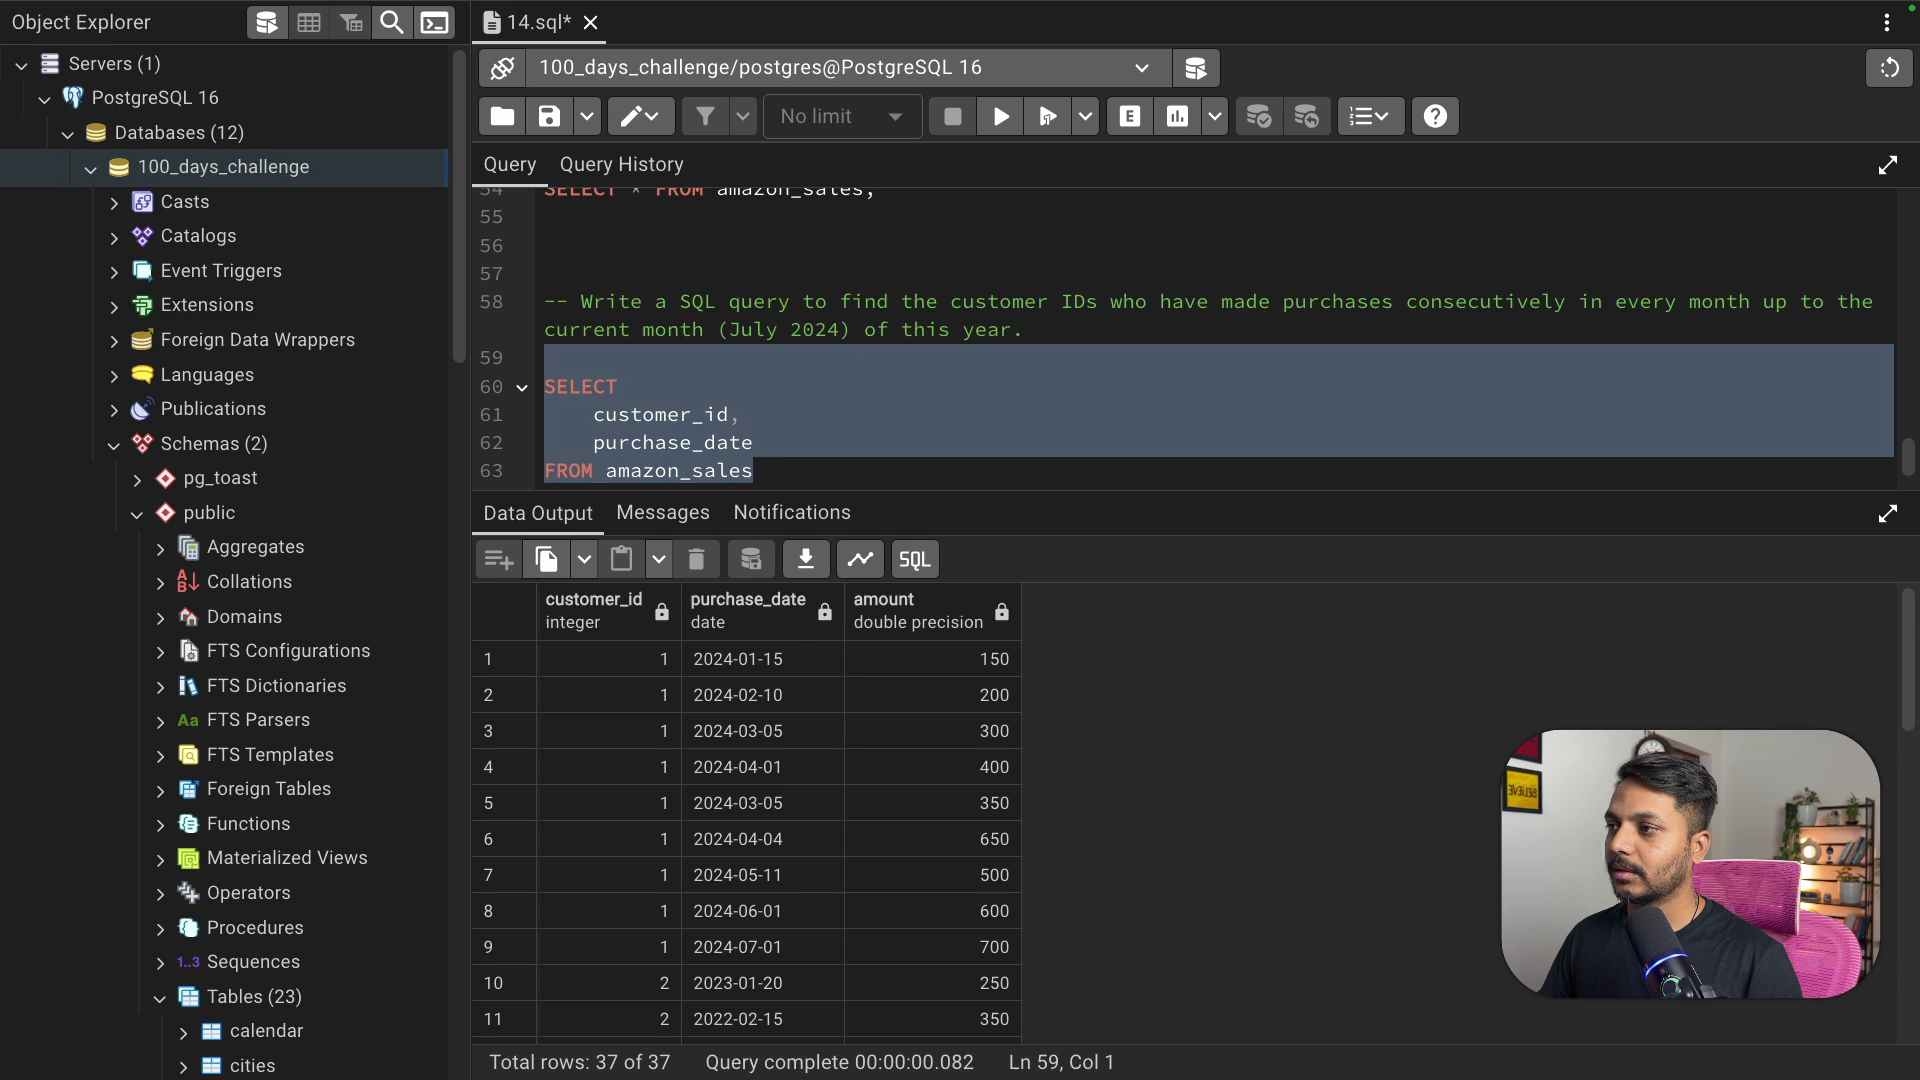 Object Explorer
Servers (1)
PostgreSQL 16
Databases (12)
100_days_challenge
Casts
Catalogs
Event Triggers
Extensions
Foreign Data Wrappers
Languages
Publications
Schemas (2)
pg_toast
public
Aggregates
Collations
Domains
FTS Configurations
FTS Dictionaries
Aa FTS Parsers
FTS Templates
Foreign Tables
Functions
Materialized Views
Operators
Procedures
1..3 Sequences
Tables (23)
calendar
cities
14.sql*
100_days_challenge/postgres@PostgreSQL 16
No limit
E
Query Query History
54 SELECT * FROM amazon_sales;
55
56
57
58 -- Write a SQL query to find the customer IDs who have made purchases consecutively in every month up to the
current month (July 2024) of this year.
59
60 SELECT
61 customer_id,
62 purchase_date
63 FROM amazon_sales
Data Output Messages Notifications
SQL
customer_id purchase_date amount
integer date double precision
1 1 2024-01-15 150
2 1 2024-02-10 200
3 1 2024-03-05 300
4 1 2024-04-01 400
5 1 2024-03-05 350
6 1 2024-04-04 650
7 1 2024-05-11 500
8 1 2024-06-01 600
9 1 2024-07-01 700
10 2 2023-01-20 250
11 2 2022-02-15 350
Total rows: 37 of 37 Query complete 00:00:00.082 Ln 59, Col 1
BELIEVE